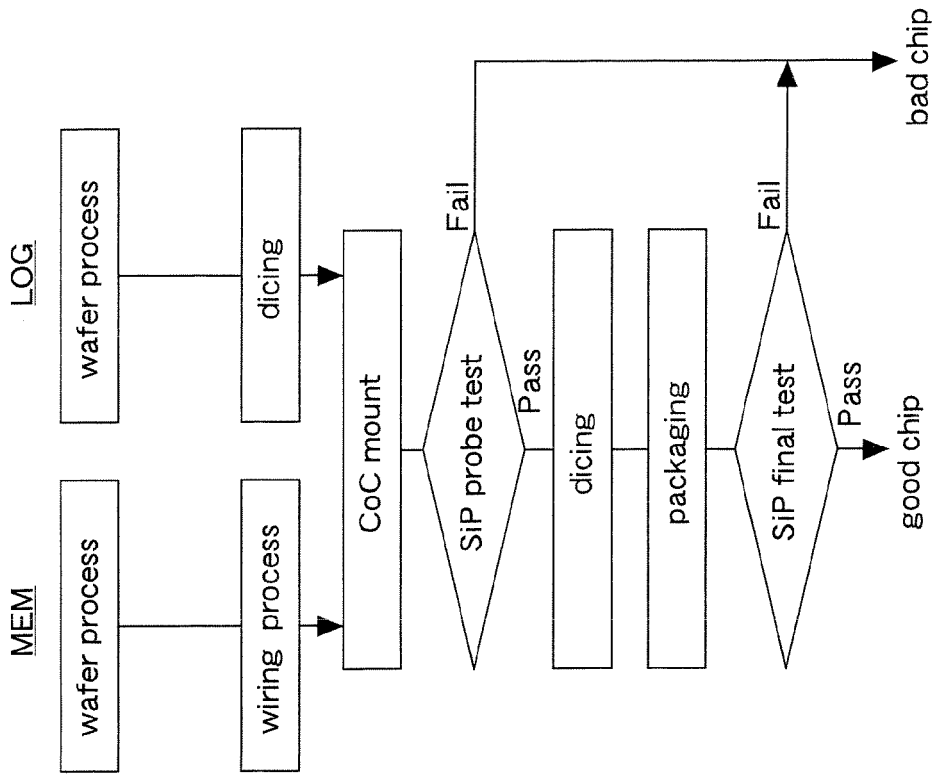 MEM
LOG
wafer process
wafer process
wiring process
dicing
CoC mount
SiP probe test
Fail
Pass
dicing
packaging
SiP final test
Fail
Pass
good chip
bad chip